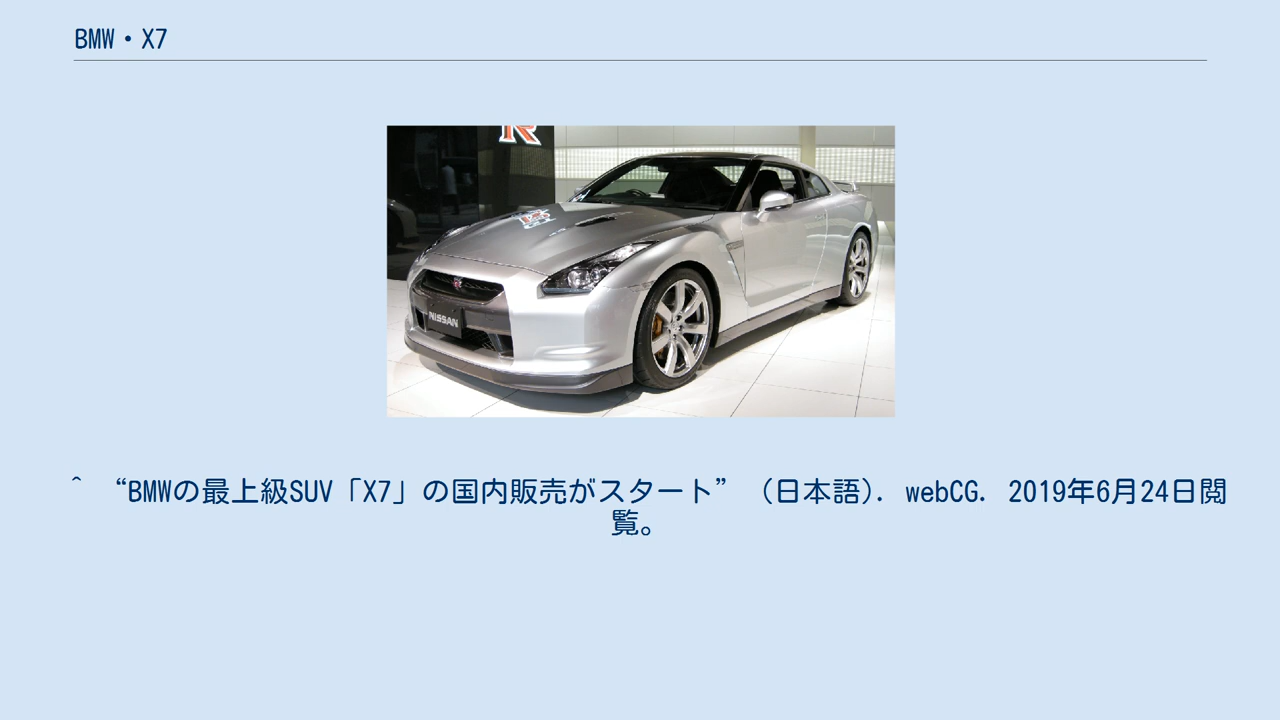 BMW・X7
R
NISSAN
^ “BMWの最上級SUV「X7」の国内販売がスタート” (日本語). webCG. 2019年6月24日閲
覧。